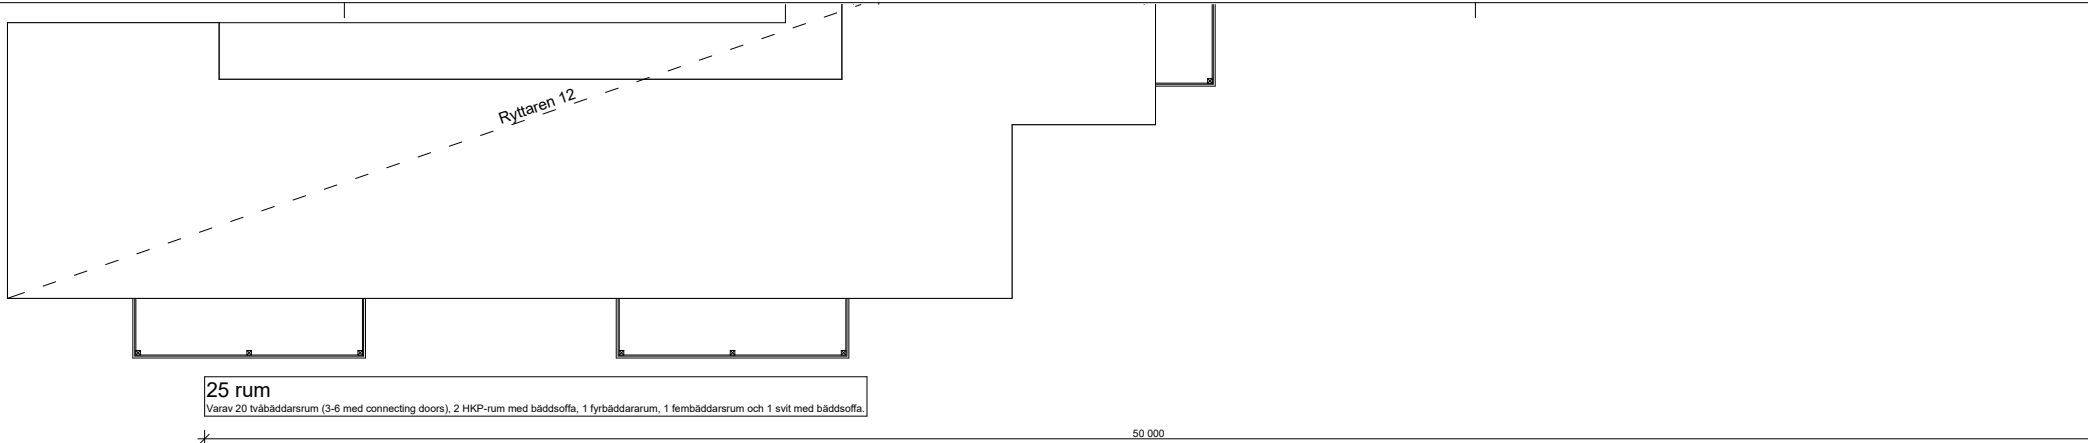 Ryttaren 12
25 rum
Varav 20 tvåbäddarsrum (3-6 med connecting doors), 2 HKP-rum med bäddsoffa, 1 fyrbäddararum, 1 fembäddarsrum och 1 svit med bäddsoffa.
50 000